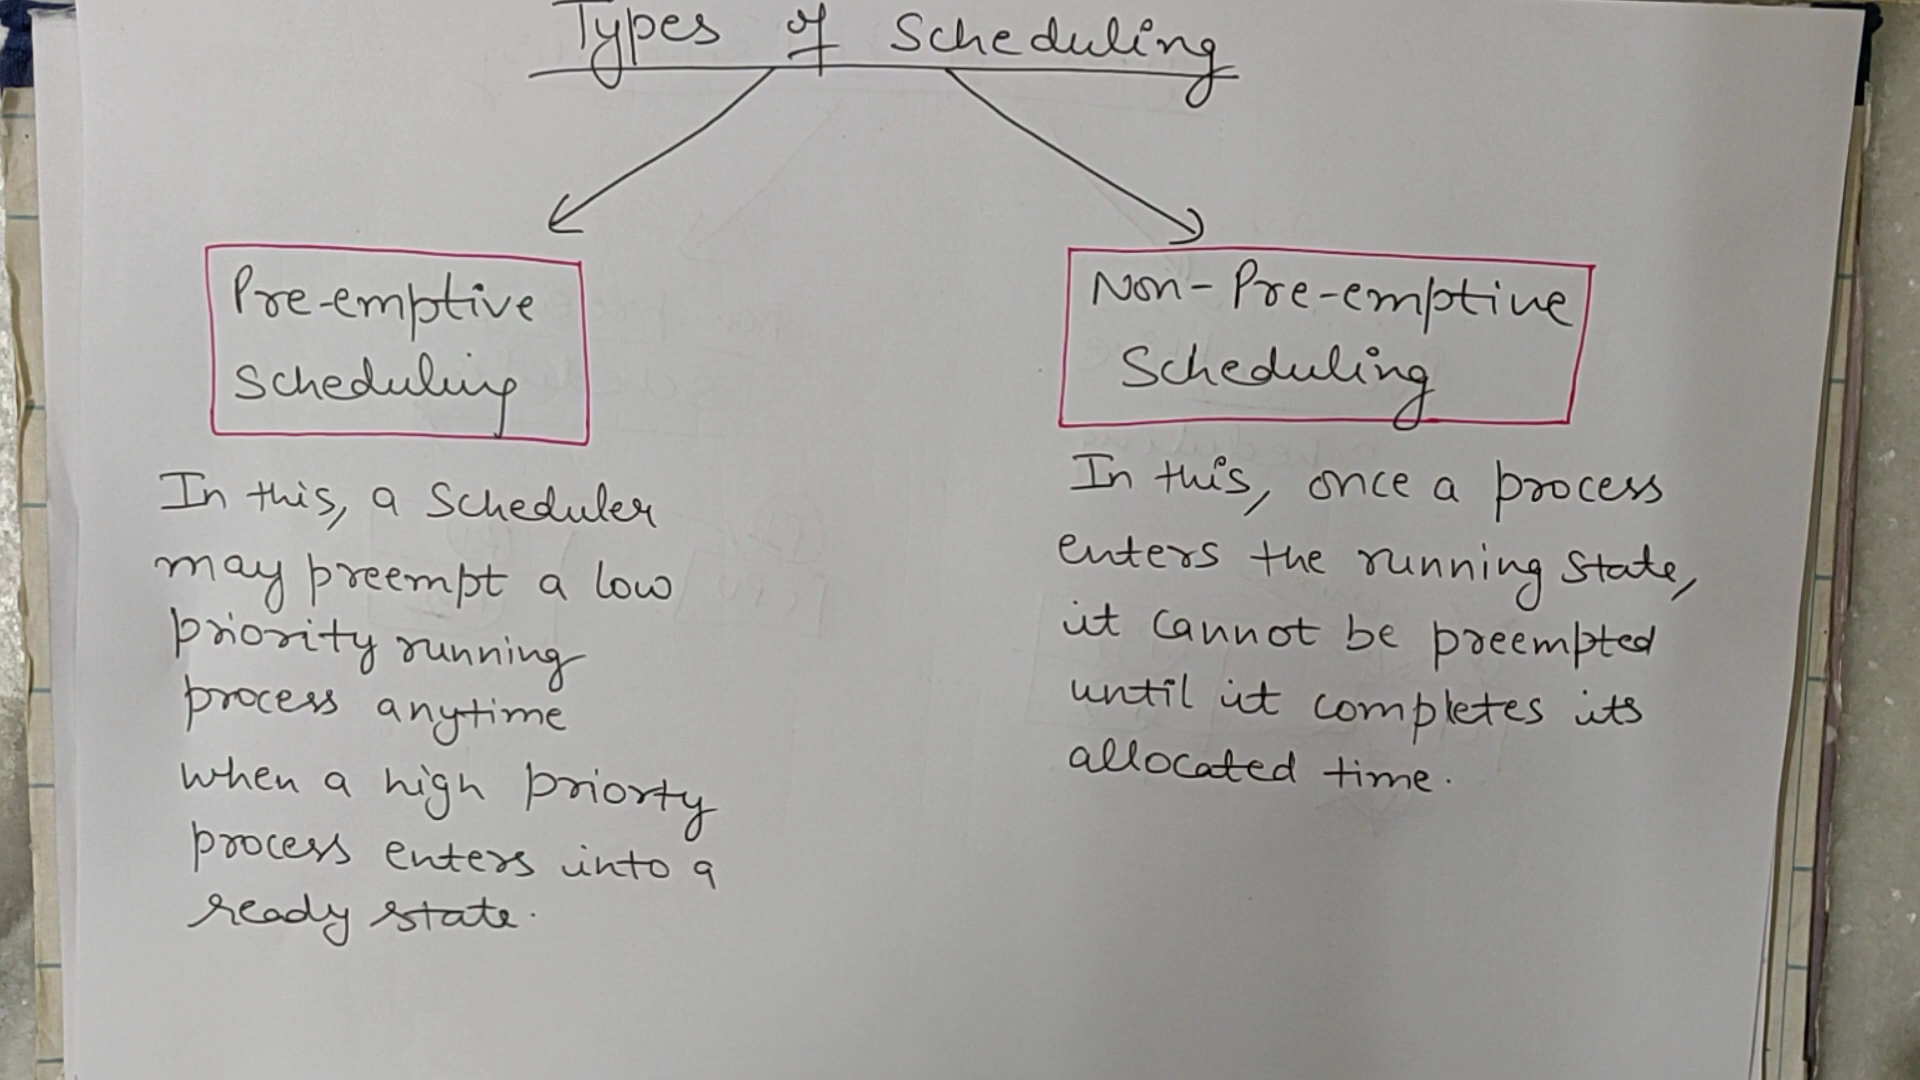 Types of Scheduling
Pre-emptive
Scheduling
In this, a Scheduler
may preempt a low
priority running
process anytime
when a high priorty
process enters into a
ready state.
Non-Pre-emptive
Scheduling
In this, once a process
enters the running state,
it cannot be preempted
until it completes its
allocated time.